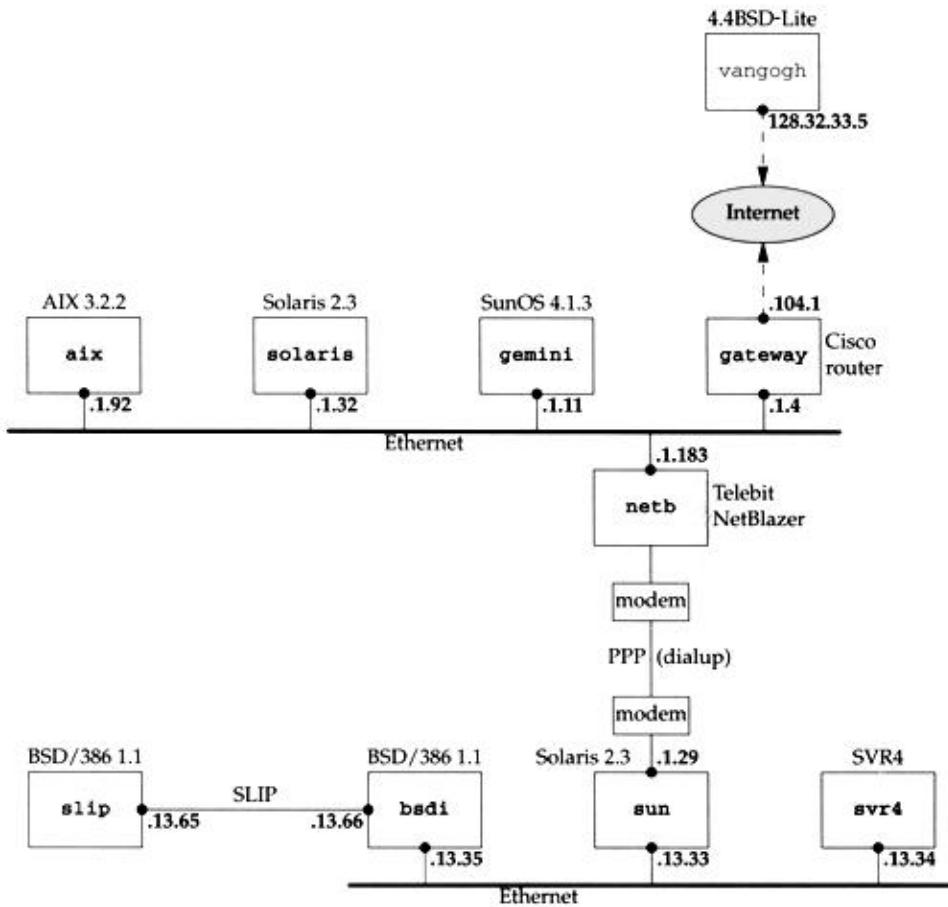 4.4BSD-Lite
vangogh
128.32.33.5
Internet
AIX 3.2.2
Solaris 2.3
SunOS 4.1.3
.104.1
aix
solaris
gemini
gateway
Cisco
router
.1.92
.1.32
.1.11
.1.4
Ethernet
.1.183
netb
Telebit
NetBlazer
modem
PPP (dialup)
modem
BSD/386 1.1
BSD/386 1.1
Solaris 2.3
.1.29
SVR4
slip
SLIP
bsdi
sun
svr4
.13.65
.13.66
.13.35
.13.33
.13.34
Ethernet